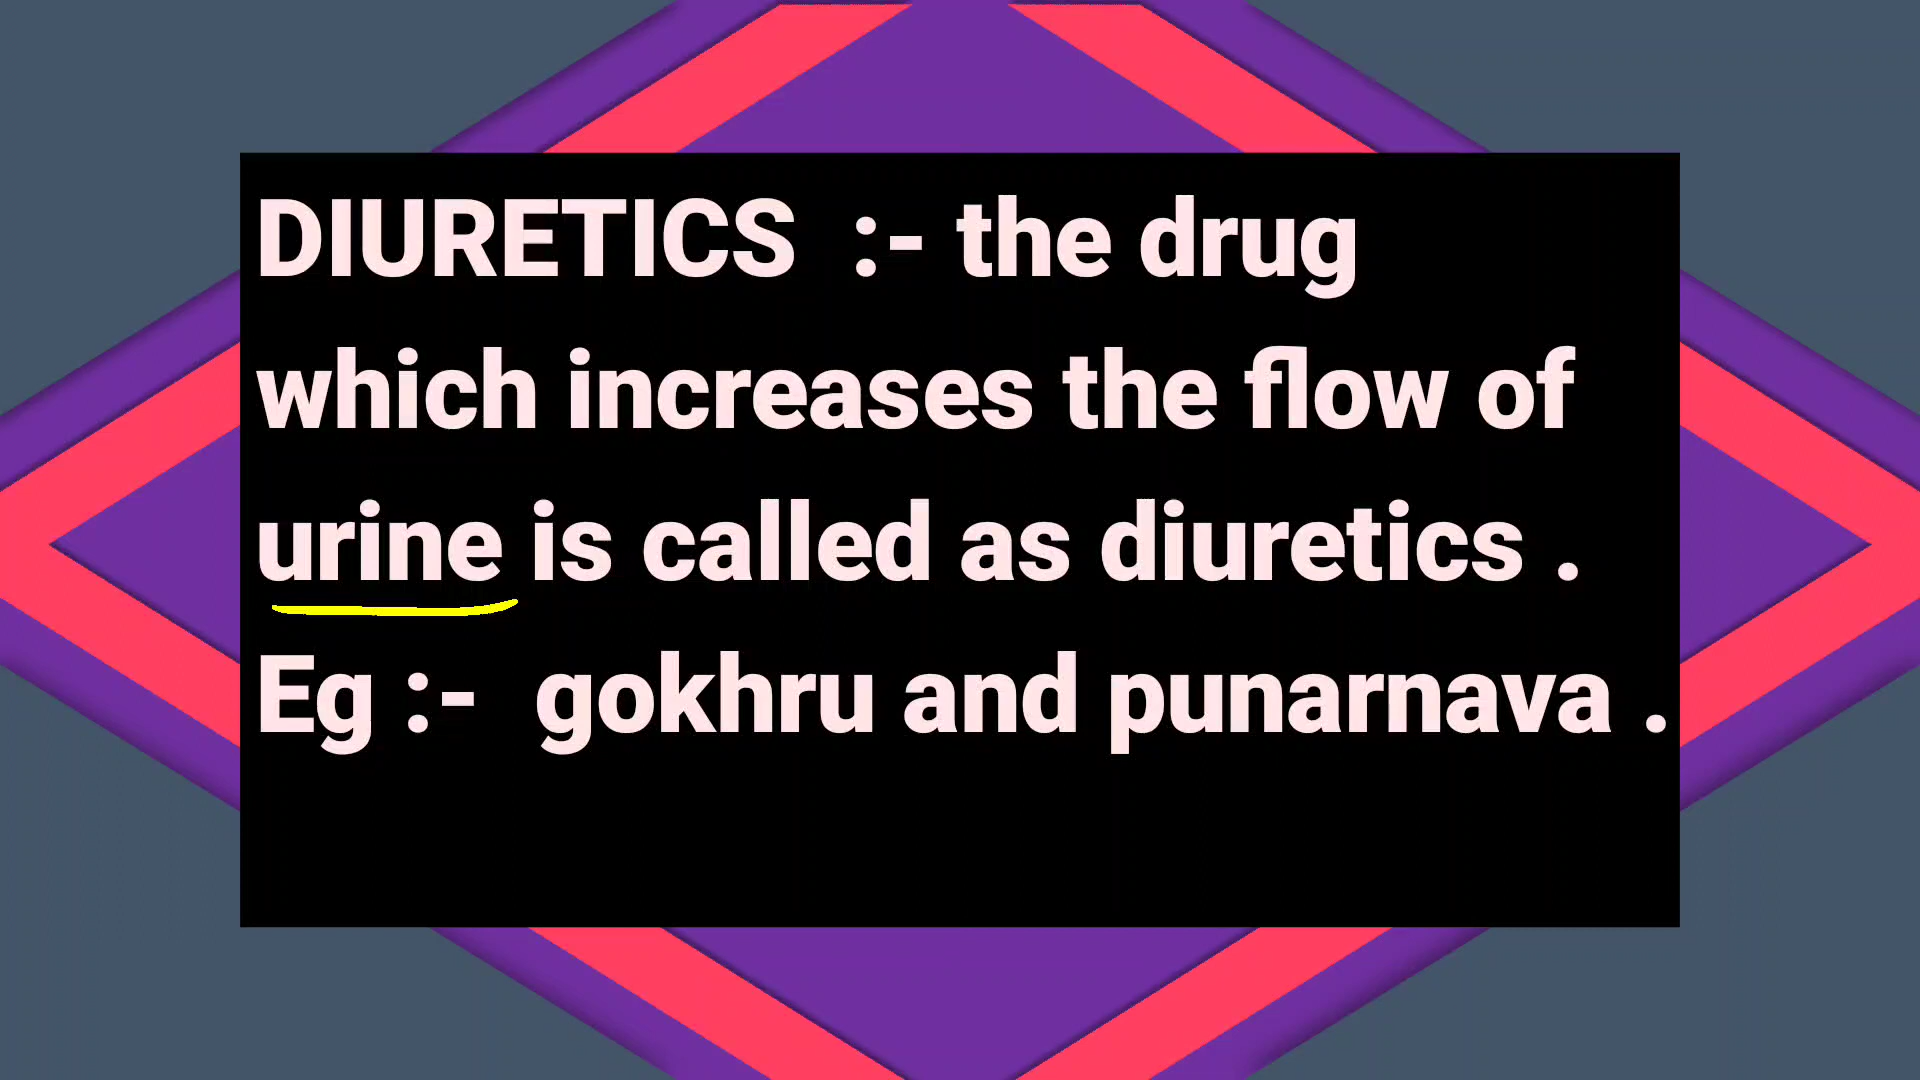 DIURETICS :- the drug
which increases the flow of
urine is called as diuretics .
Eg :- gokhru and punarnava .